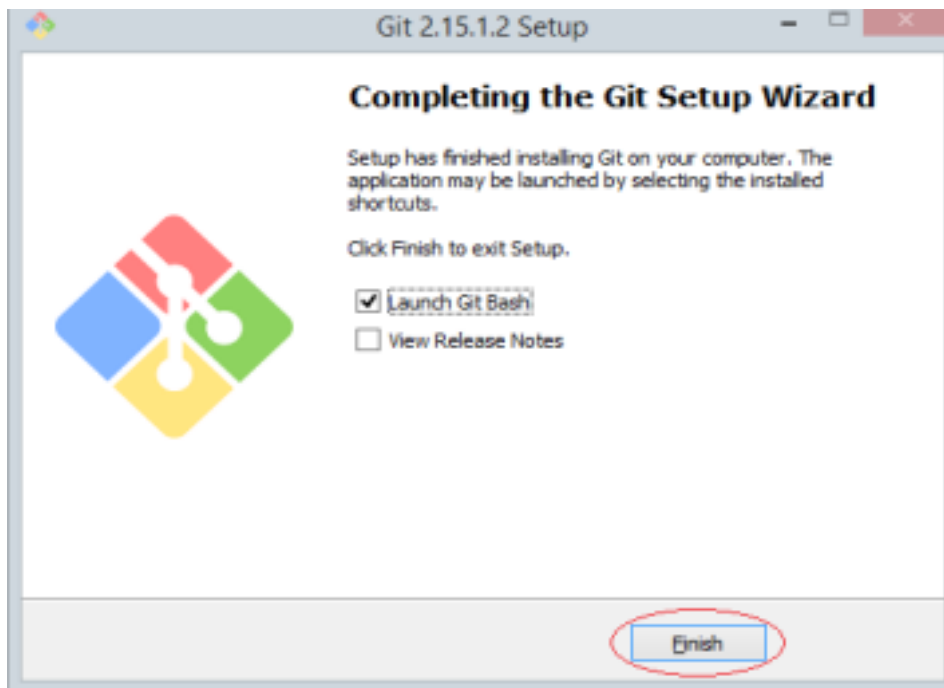 Git 2.15.1.2 Setup
Completing the Git Setup Wizard
Setup has finished installing Git on your computer. The
application may be launched by selecting the installed
shortcuts.
Click Finish to exit Setup.
Launch Git Bash
View Release Notes
Finish